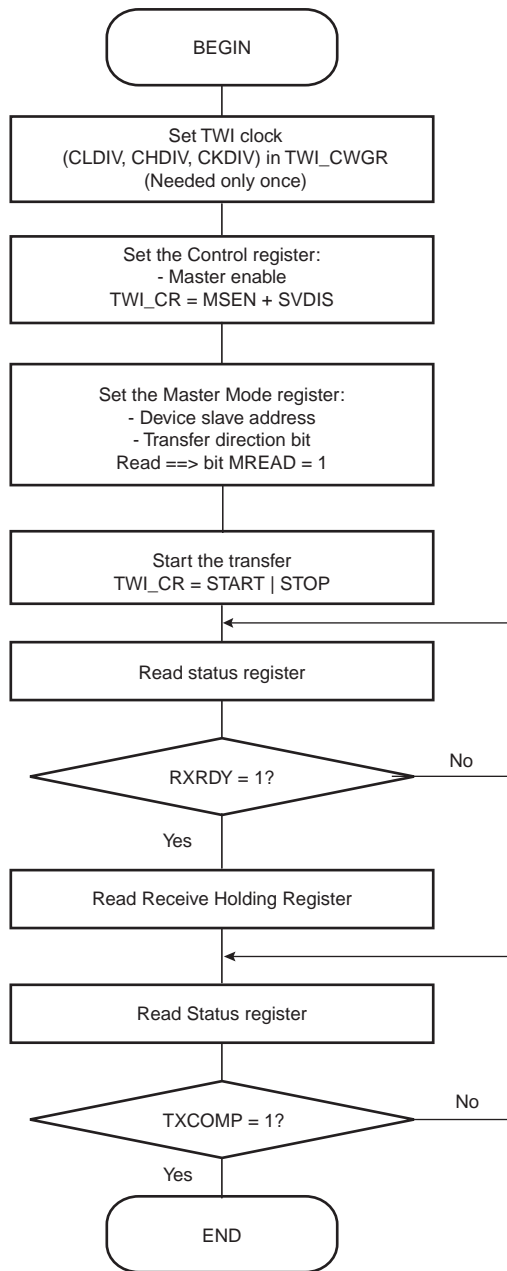 BEGIN
Set TWI clock
(CLDIV, CHDIV, CKDIV) in TWI_CWGR
(Needed only once)
Set the Control register:
- Master enable
TWI_CR = MSEN + SVDIS
Set the Master Mode register:
- Device slave address
- Transfer direction bit
Read ==> bit MREAD = 1
Start the transfer
TWI_CR = START | STOP
Read status register
RXRDY = 1?
No
Yes
Read Receive Holding Register
Read Status register
TXCOMP = 1?
No
Yes
END